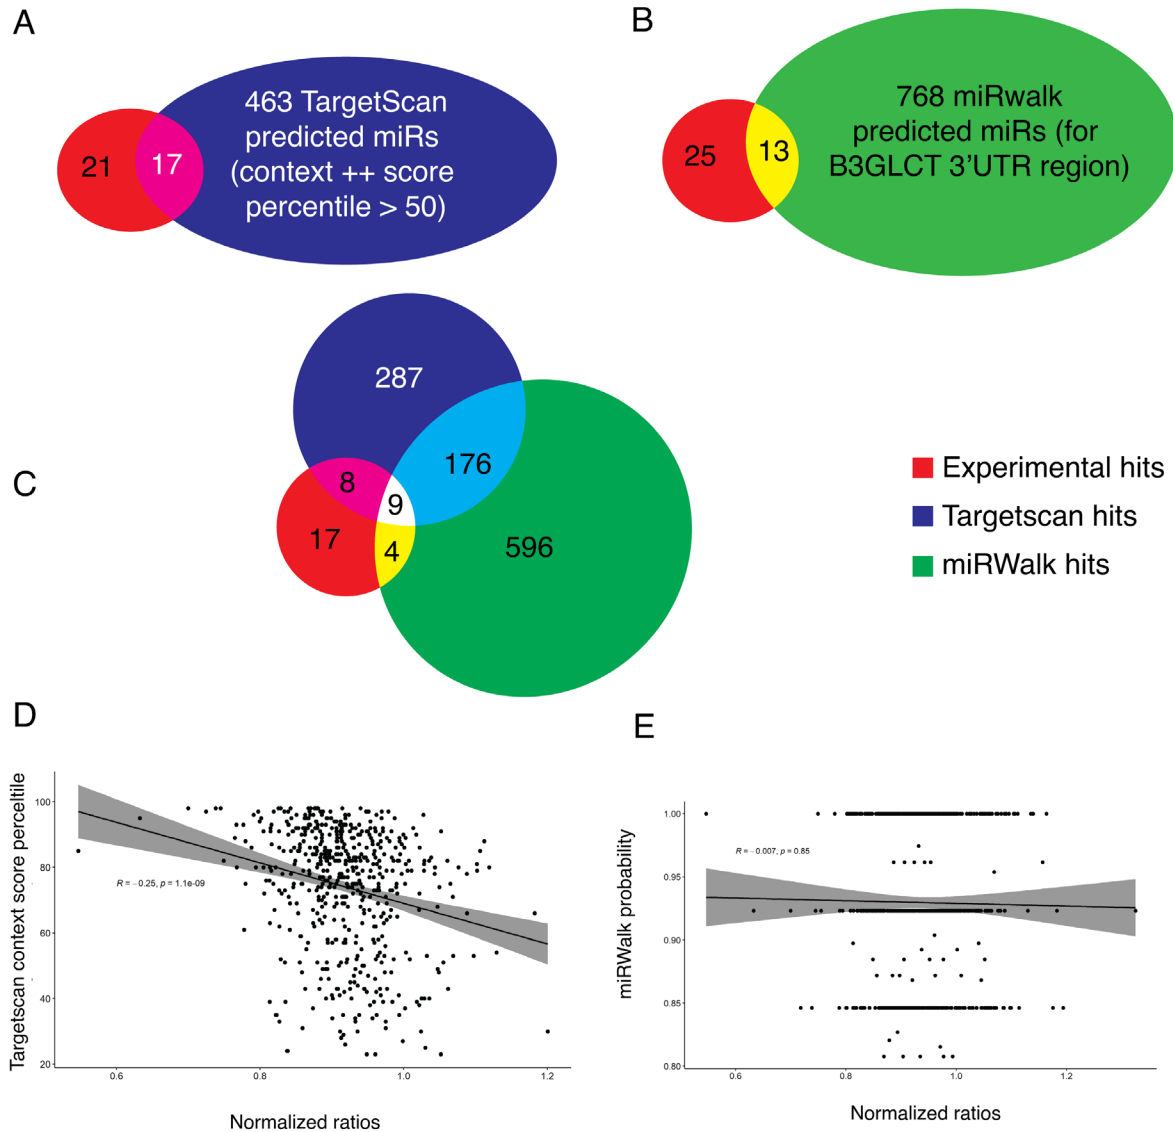 A
463 TargetScan
predicted miRs
(context ++ score
percentile > 50)
21
17
B
768 miRwalk
predicted miRs (for
B3GLCT 3’UTR region)
25
13
C
287
176
8
9
17
4
596
Experimental hits
Targetscan hits
miRWalk hits
D
Targetscan context score perceltile
100
80
60
40
20
R = −0.25, p = 1.1e-09
0.6
0.8
1.0
1.2
Normalized ratios
E
miRWalk probability
1.00
0.95
0.90
0.85
0.80
R = −0.007, p = 0.85
0.6
0.8
1.0
1.2
Normalized ratios